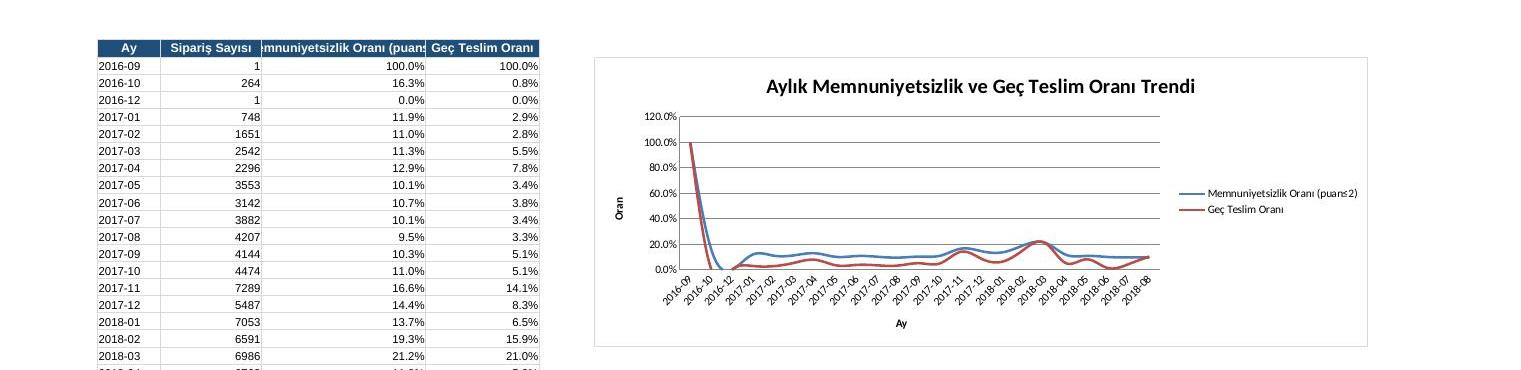 Ay Sipariş Sayısı emnuniyetsizlik Oranı (puan≤ Geç Teslim Oranı
2016-09 1 100.0% 100.0%
2016-10 264 16.3% 0.8%
2016-12 1 0.0% 0.0%
2017-01 748 11.9% 2.9%
2017-02 1651 11.0% 2.8%
2017-03 2542 11.3% 5.5%
2017-04 2296 12.9% 7.8%
2017-05 3553 10.1% 3.4%
2017-06 3142 10.7% 3.8%
2017-07 3882 10.1% 3.4%
2017-08 4207 9.5% 3.3%
2017-09 4144 10.3% 5.1%
2017-10 4474 11.0% 5.1%
2017-11 7289 16.6% 14.1%
2017-12 5487 14.4% 8.3%
2018-01 7053 13.7% 6.5%
2018-02 6591 19.3% 15.9%
2018-03 6986 21.2% 21.0%
Aylık Memnuniyetsizlik ve Geç Teslim Oranı Trendi
120.0%
100.0%
80.0%
60.0%
40.0%
20.0%
0.0%
Oran
2016-09
2016-10
2016-12
2017-01
2017-02
2017-03
2017-04
2017-05
2017-06
2017-07
2017-08
2017-09
2017-10
2017-11
2017-12
2018-01
2018-02
2018-03
2018-04
2018-05
2018-06
2018-07
2018-08
Ay
Memnuniyetsizlik Oranı (puan≤2)
Geç Teslim Oranı